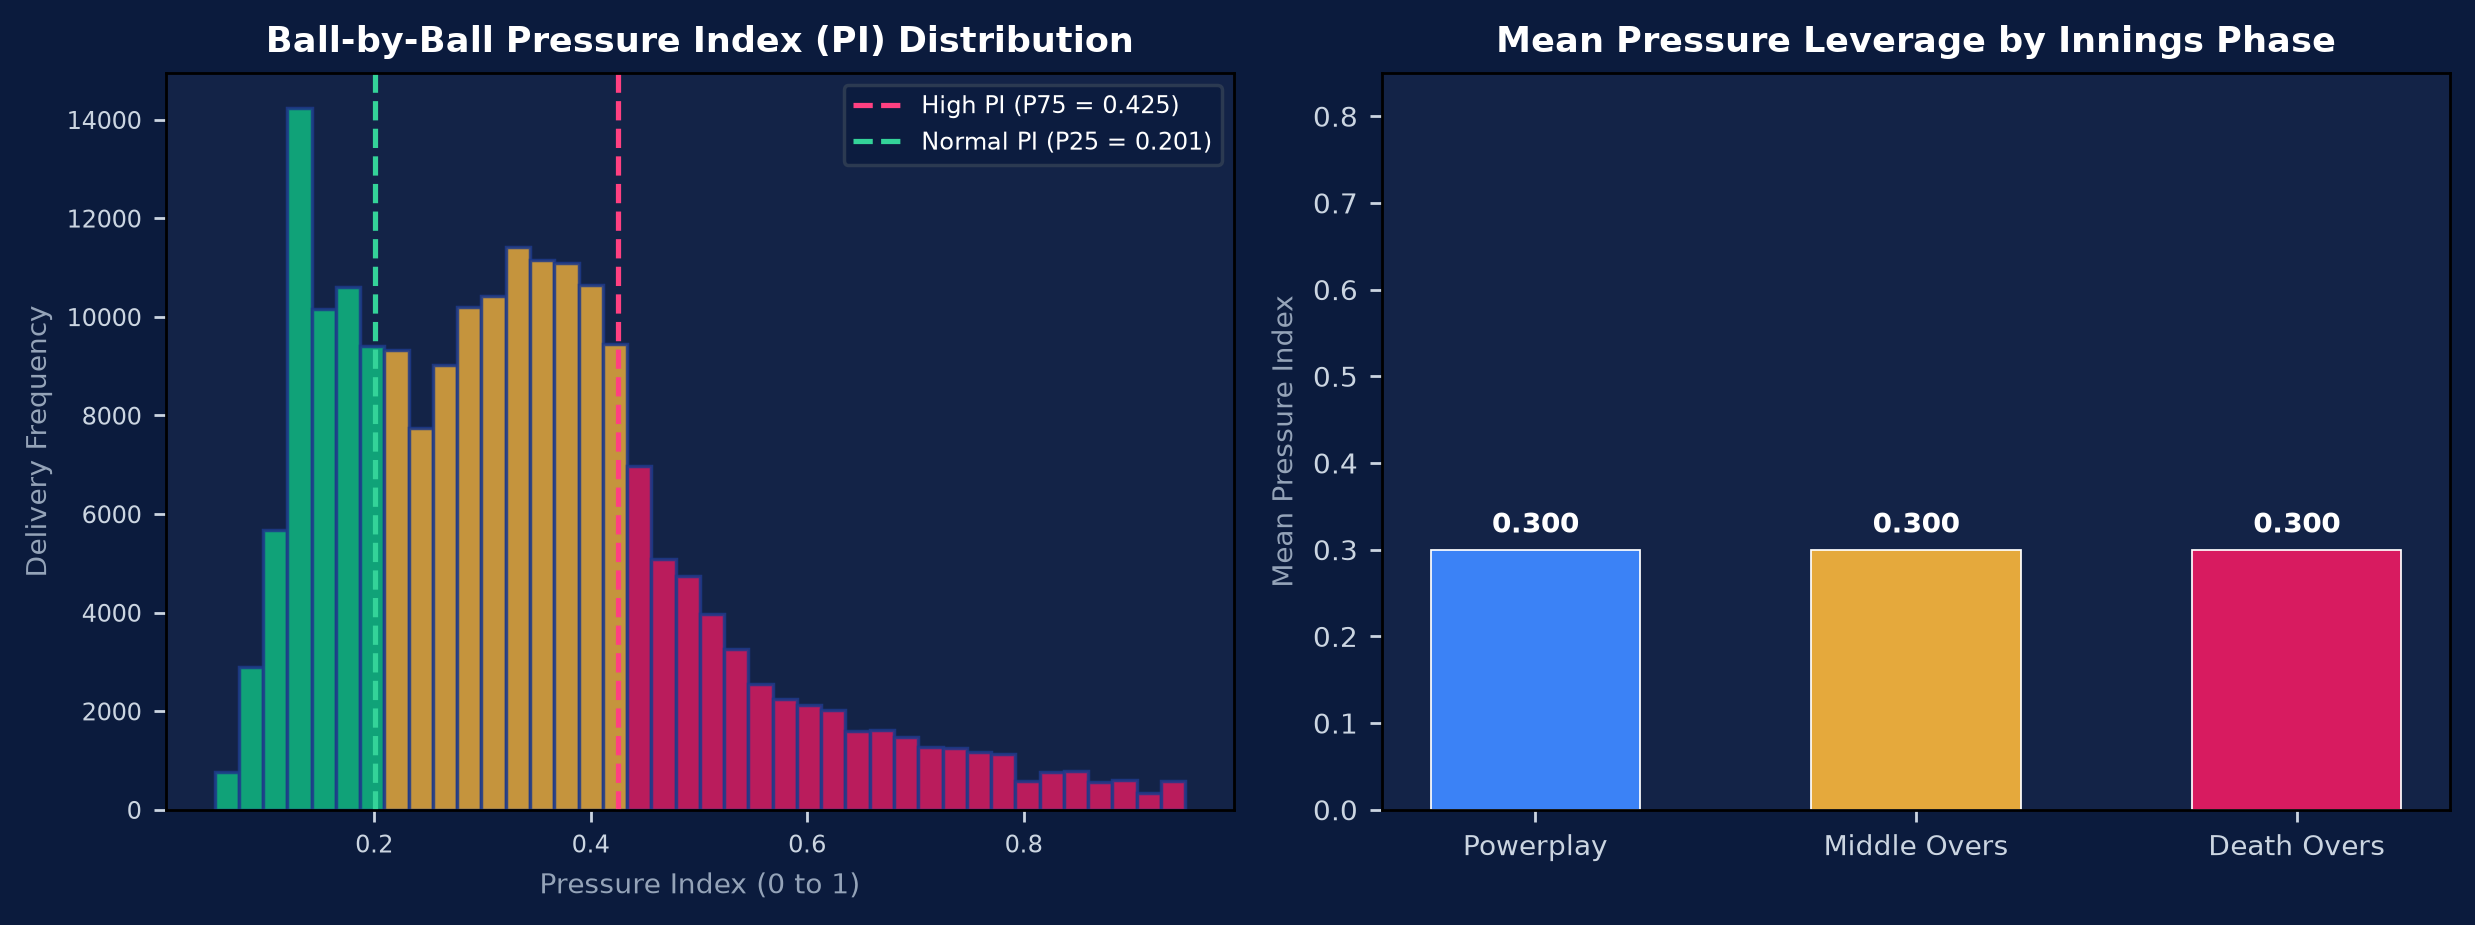 Ball-by-Ball Pressure Index (PI) Distribution
High PI (P75 = 0.425)
Normal PI (P25 = 0.201)
Delivery Frequency
14000
12000
10000
8000
6000
4000
2000
0
0.2 0.4 0.6 0.8
Pressure Index (0 to 1)
Mean Pressure Leverage by Innings Phase
Mean Pressure Index
0.8
0.7
0.6
0.5
0.4
0.3
0.2
0.1
0.0
0.300 0.300 0.300
Powerplay Middle Overs Death Overs